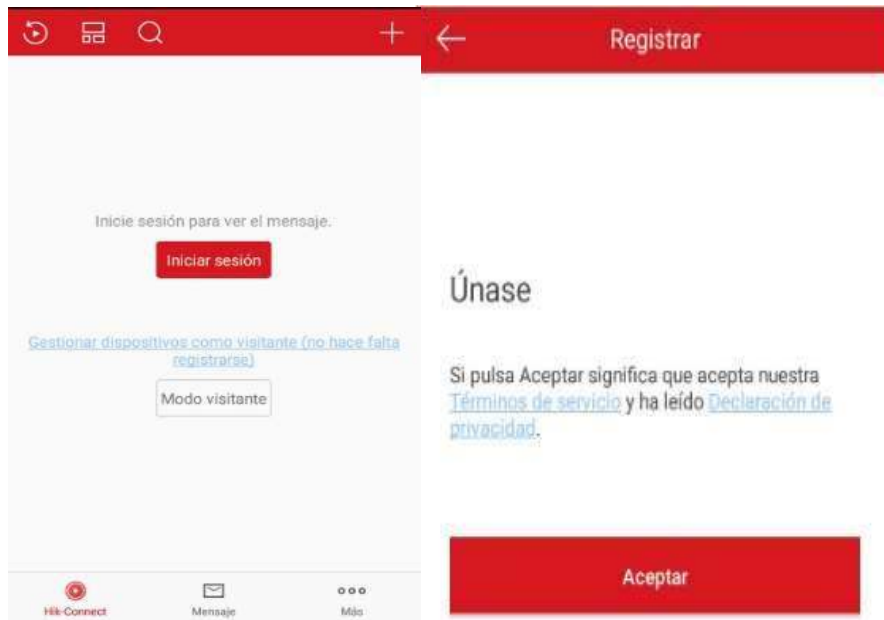 Inicie sesión para ver el mensaje.
Iniciar sesión
Gestionar dispositivos como visitante (no hace falta
registrarse)
Modo visitante
Hik-Connect
Mensaje
Más
Registrar
Únase
Si pulsa Aceptar significa que acepta nuestra
Términos de servicio y ha leído Declaración de
privacidad.
Aceptar